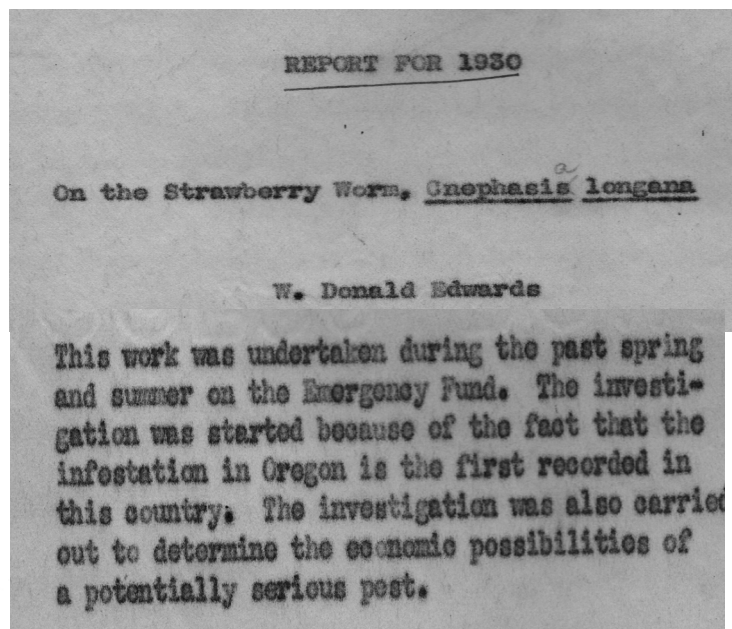 REPORT FOR 1930
a
On the Strawberry Worm, Cnephasis longana
W. Donald Edwards
This work was undertaken during the past spring
and summer on the Emergency Fund. The investi-
gation was started because of the fact that the
infestation in Oregon is the first recorded in
this country. The investigation was also carried
out to determine the economic possibilities of
a potentially serious pest.